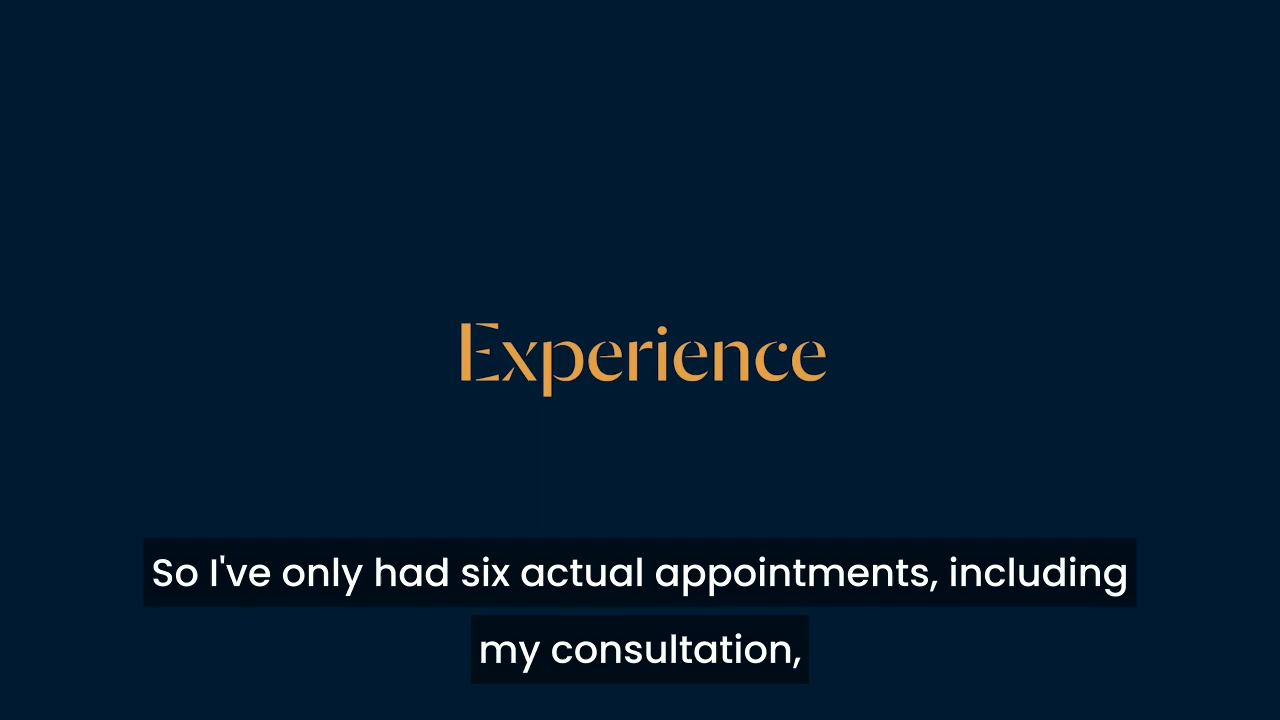 Experience
So I've only had six actual appointments, including
my consultation,